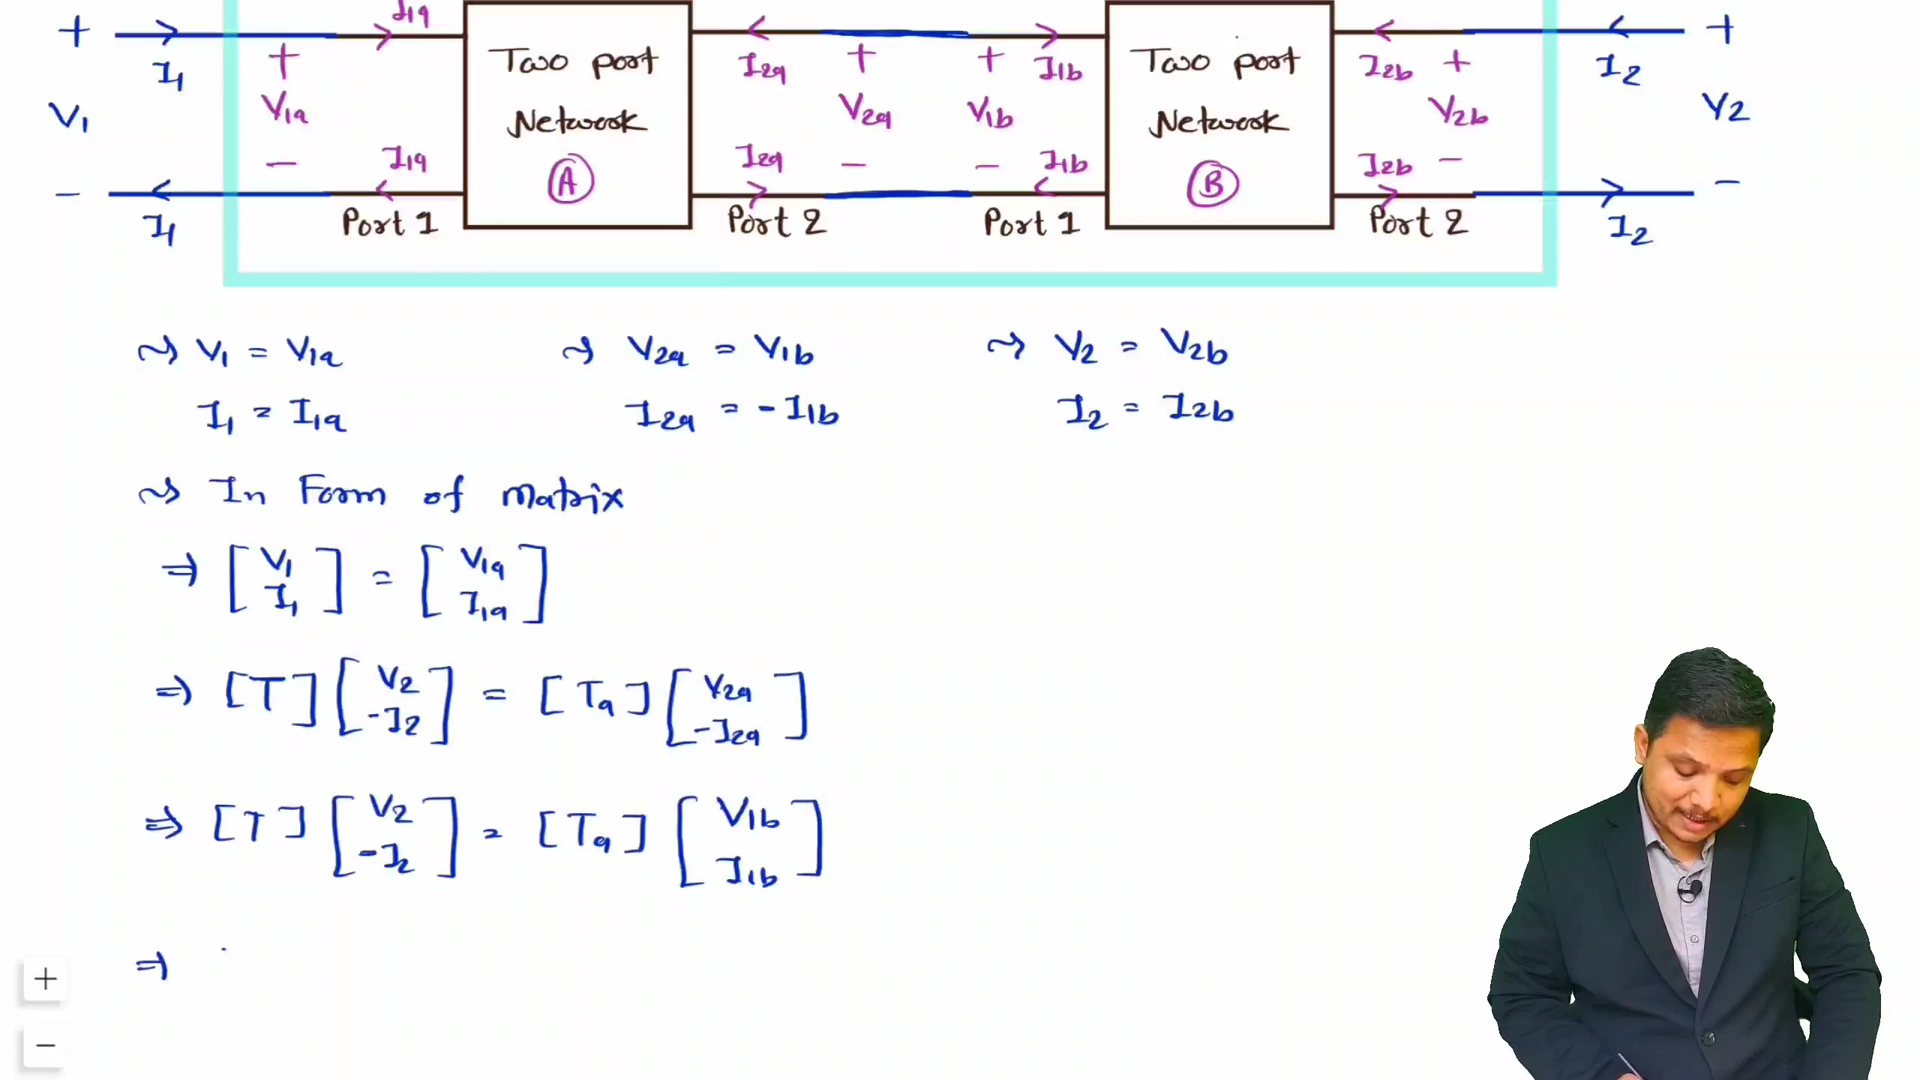 + I1a Two port + + Two port +
I1 + I2a + + I1b I2b + I2
V1 V1a Network V2a V1b Network V2b V2
- - I1a A I2a - - I1b B I2b - -
I1 Port 1 Port 2 Port 1 Port 2 I2
~> V1 = V1a ~> V2a = V1b ~> V2 = V2b
I1 = I1a I2a = -I1b I2 = I2b
~> In Form of matrix
⇒ [V1 I1] = [V1a I1a]
⇒ [T] [V2 -I2] = [Ta] [V2a -I2a]
⇒ [T] [V2 -I2] = [Ta] [V1b I1b]
⇒
+
-